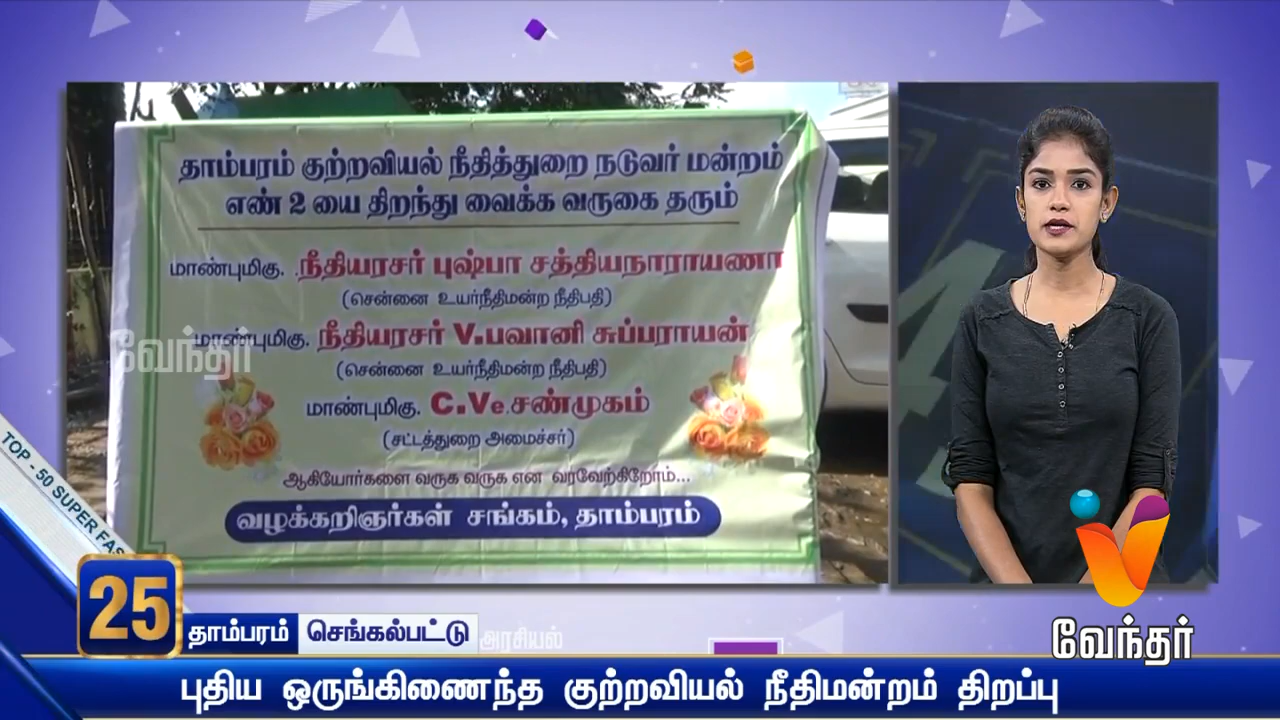 தாம்பரம் குற்றவியல் நீதித்துறை நடுவர் மன்றம்
எண் 2 யை திறந்து வைக்க வருகை தரும்
மாண்புமிகு. நீதியரசர் புஷ்பா சத்தியநாராயணா
(சென்னை உயர்நீதிமன்ற நீதிபதி)
மாண்புமிகு. நீதியரசர் V.பவானி சுப்பராயன்
(சென்னை உயர்நீதிமன்ற நீதிபதி)
மாண்புமிகு. C.Ve.சண்முகம்
(சட்டத்துறை அமைச்சர்)
ஆகியோர்களை வருக வருக என வரவேற்கிறோம்...
வழக்கறிஞர்கள் சங்கம், தாம்பரம்
வேந்தர்
TOP - 50 SUPER FAS
25
தாம்பரம் செங்கல்பட்டு அரசியல்
வேந்தர்
புதிய ஒருங்கிணைந்த குற்றவியல் நீதிமன்றம் திறப்பு